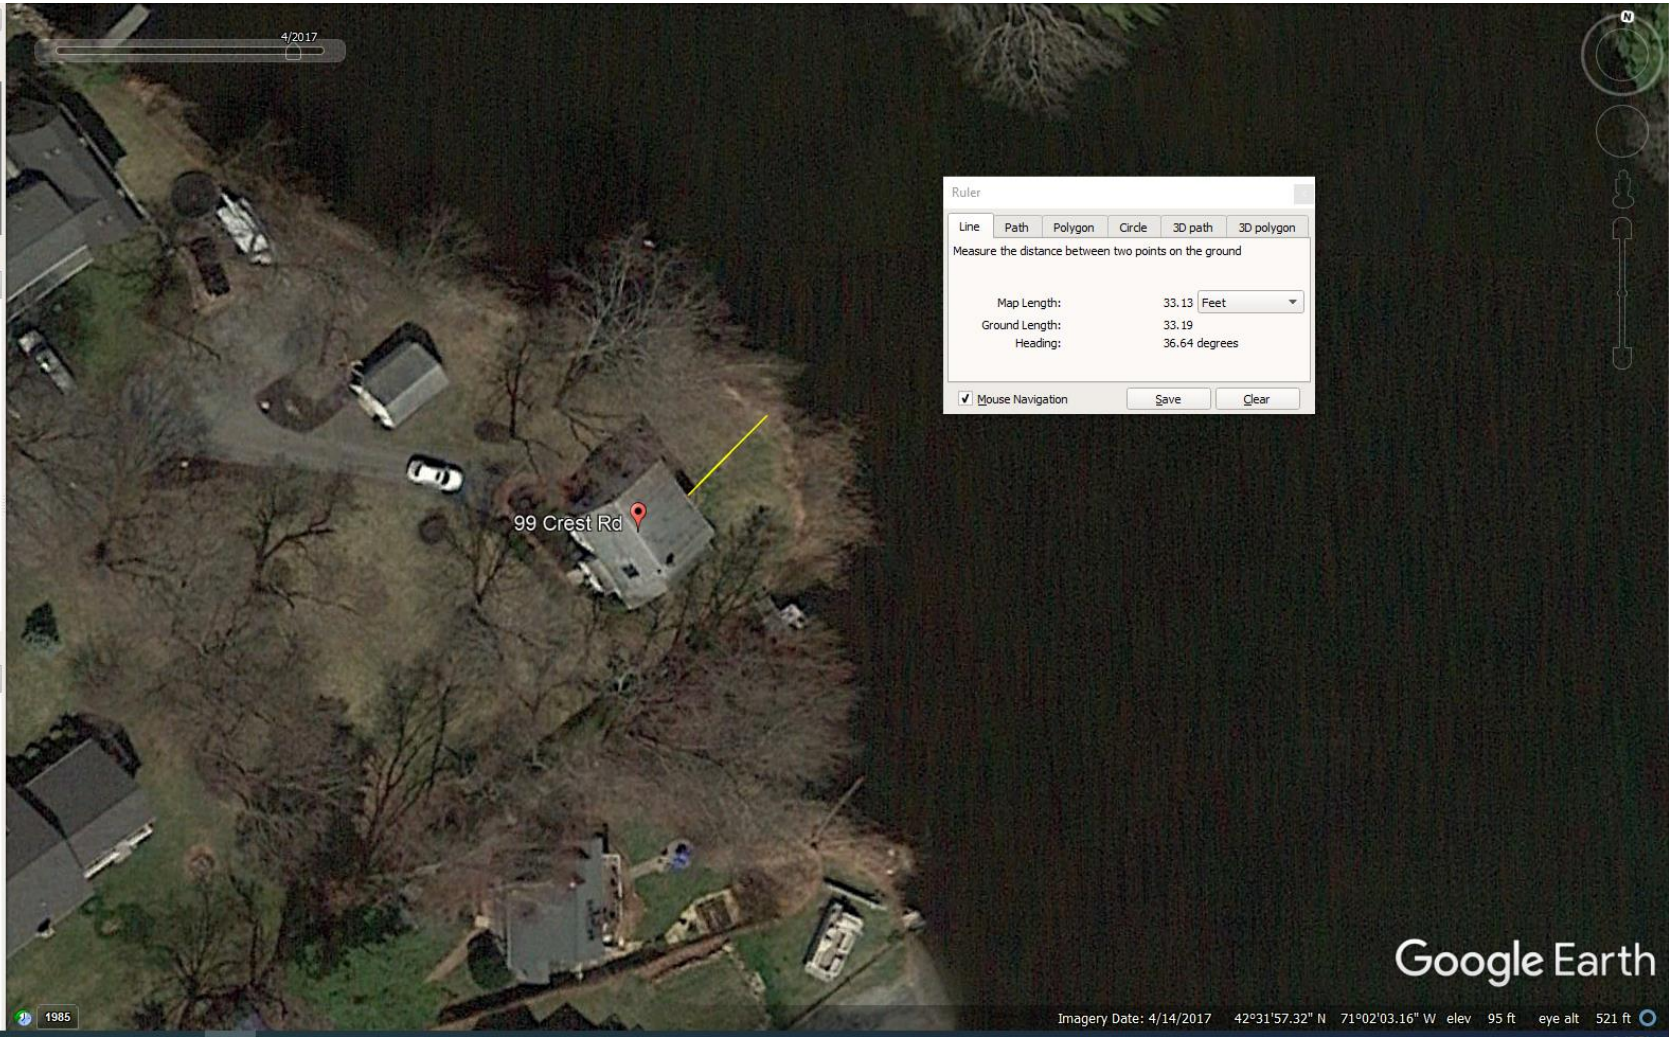 4/2017
N
Ruler
Line Path Polygon Circle 3D path 3D polygon
Measure the distance between two points on the ground
Map Length: 33.13 Feet
Ground Length: 33.19
Heading: 36.64 degrees
Mouse Navigation Save Clear
99 Crest Rd
Google Earth
1985
Imagery Date: 4/14/2017 42°31'57.32" N 71°02'03.16" W elev 95 ft eye alt 521 ft